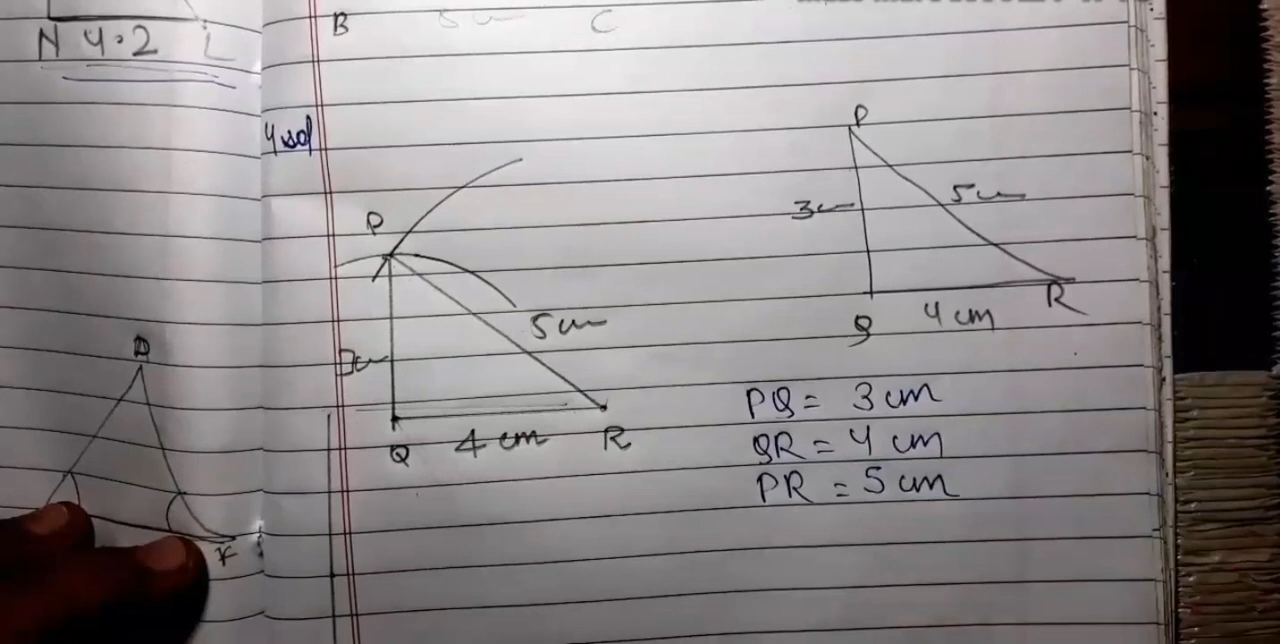 N 4.2 L
B 5 C
4 sol
P
3cm
5cm
Q 4 cm R
P
3cm
5cm
Q 4 cm R
PQ = 3 cm
QR = 4 cm
PR = 5 cm
D
F